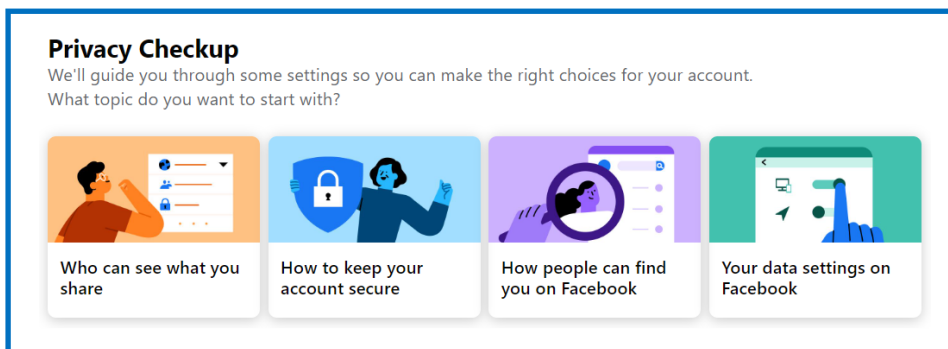 Privacy Checkup
We'll guide you through some settings so you can make the right choices for your account.
What topic do you want to start with?
Who can see what you
share
How to keep your
account secure
How people can find
you on Facebook
Your data settings on
Facebook